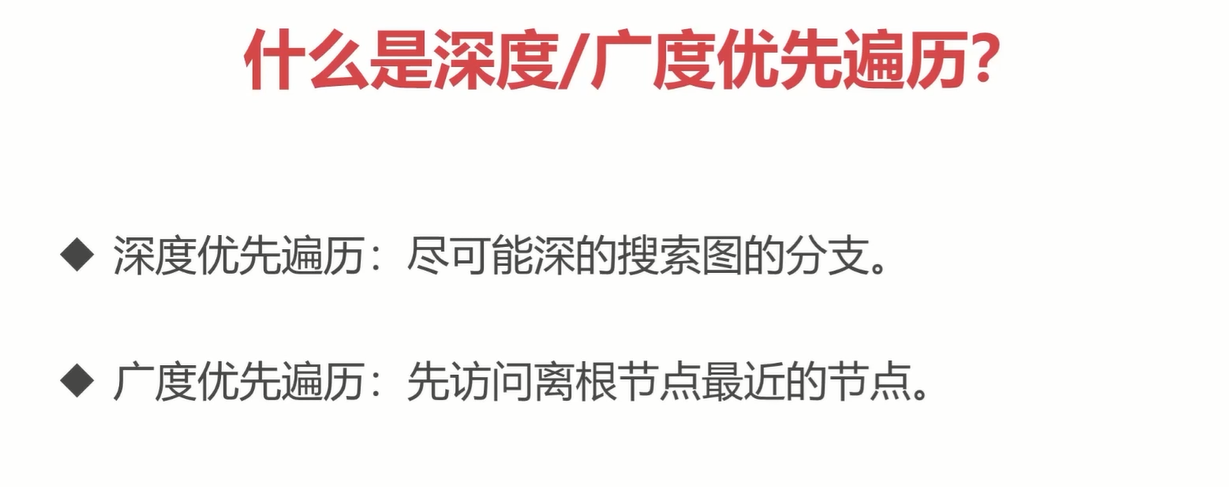 什么是深度/广度优先遍历？
◆ 深度优先遍历：尽可能深的搜索图的分支。
◆ 广度优先遍历：先访问离根节点最近的节点。